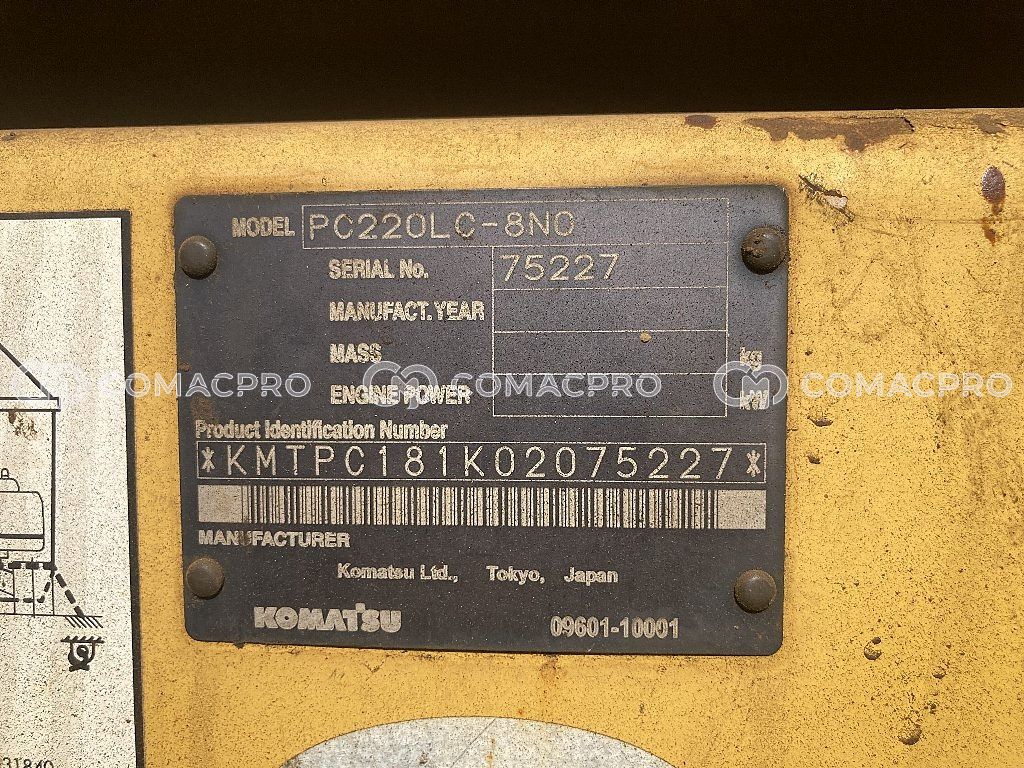 MODEL PC220LC-8N0
SERIAL No. 75227
MANUFACT. YEAR
MASS kg
ENGINE POWER kW
COMACPRO COMACPRO COMACPRO
Product Identification Number
*KMTPC181K02075227*
MANUFACTURER
Komatsu Ltd., Tokyo, Japan
KOMATSU 09601-10001
31840